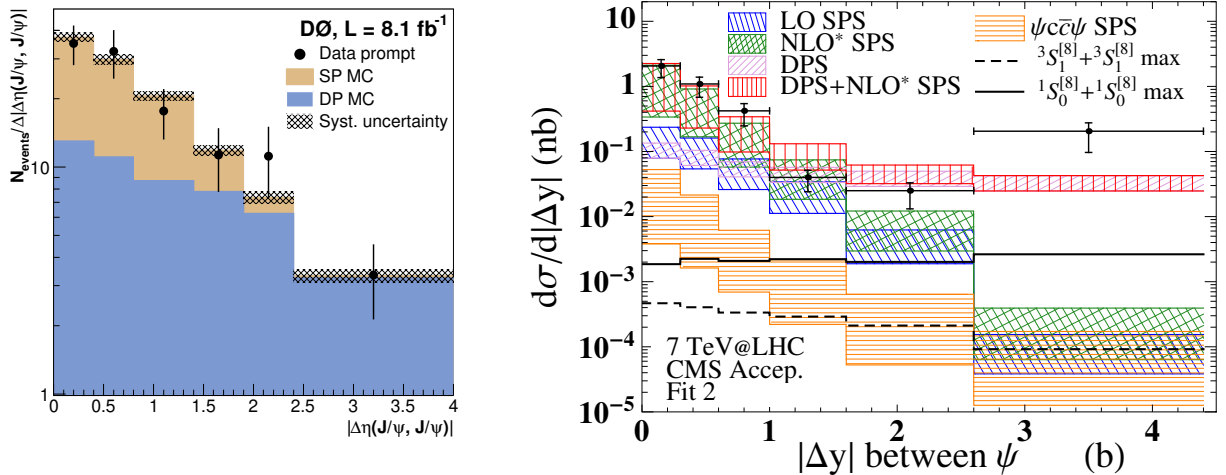 DØ, L = 8.1 fb⁻¹
Data prompt
SP MC
DP MC
Syst. uncertainty
N_events/Δ|Δη(J/ψ, J/ψ)|
10
1
0 0.5 1 1.5 2 2.5 3 3.5 4
|Δη(J/ψ, J/ψ)|
LO SPS
NLO* SPS
DPS
DPS+NLO* SPS
ψcc̅ψ SPS
³S₁^[8]+³S₁^[8] max
¹S₀^[8]+¹S₀^[8] max
dσ/d|Δy| (nb)
10
1
10⁻¹
10⁻²
10⁻³
10⁻⁴
10⁻⁵
7 TeV@LHC
CMS Accep.
Fit 2
0 1 2 3 4
|Δy| between ψ (b)